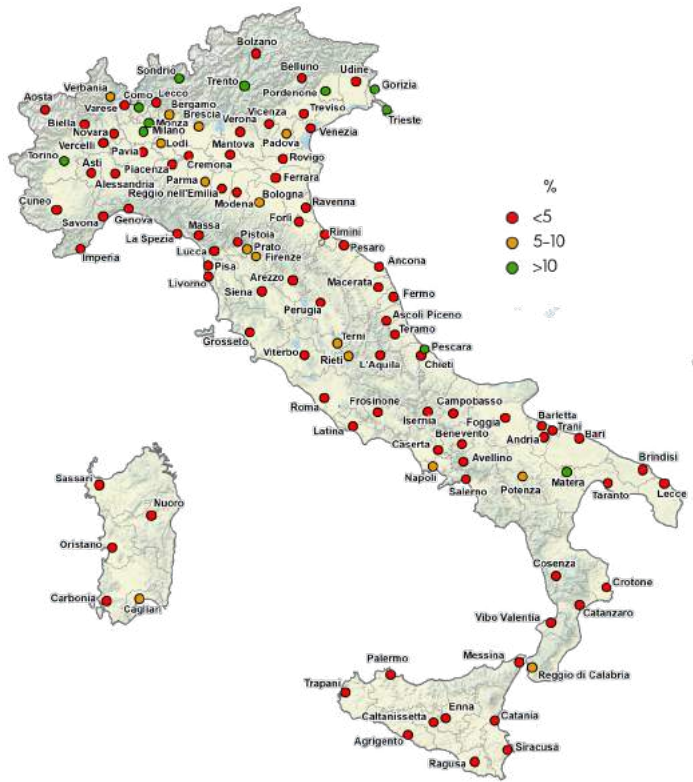 Bolzano
Sondrio
Belluno
Udine
Trento
Gorizia
Verbania
Como
Lecco
Pordenone
Aosta
Varese
Bergamo
Treviso
Trieste
Brescia
Vicenza
Biella
Monza
Verona
Novara
Milano
Venezia
Vercelli
Lodi
Padova
Torino
Pavia
Mantova
Asti
Piacenza
Cremona
Rovigo
Alessandria
Parma
Ferrara
Reggio nell'Emilia
Bologna
Cuneo
Modena
Ravenna
Savona
Genova
Forlì
Massa
La Spezia
Pistoia
Rimini
Imperia
Lucca
Prato
Pesaro
Firenze
Pisa
Ancona
Livorno
Arezzo
Macerata
Siena
Fermo
Perugia
Ascoli Piceno
Grosseto
Terni
Teramo
Pescara
Viterbo
Rieti
L'Aquila
Chieti
Roma
Frosinone
Campobasso
Latina
Isernia
Foggia
Barletta
Trani
Benevento
Andria
Bari
Caserta
Avellino
Brindisi
Napoli
Salerno
Potenza
Matera
Taranto
Lecce
Sassari
Nuoro
Oristano
Carbonia
Cagliari
Cosenza
Crotone
Vibo Valentia
Catanzaro
Messina
Palermo
Reggio di Calabria
Trapani
Enna
Caltanissetta
Catania
Agrigento
Ragusa
Siracusa
%
<5
5-10
>10